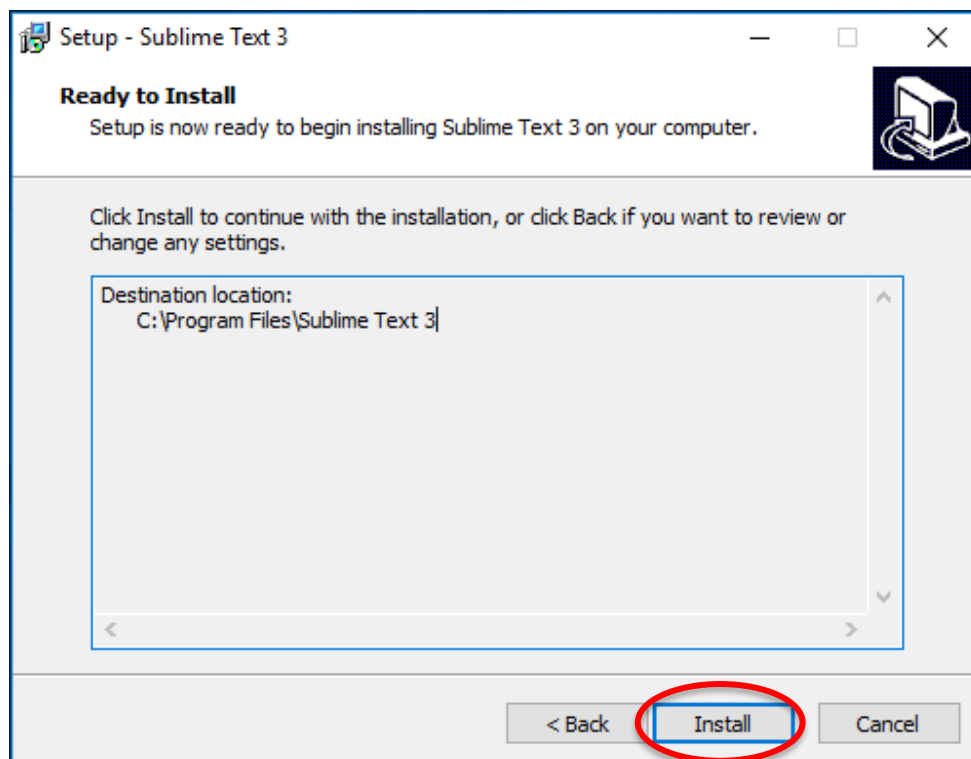 Setup - Sublime Text 3
Ready to Install
Setup is now ready to begin installing Sublime Text 3 on your computer.
Click Install to continue with the installation, or click Back if you want to review or
change any settings.
Destination location:
C:\Program Files\Sublime Text 3
< Back
Install
Cancel